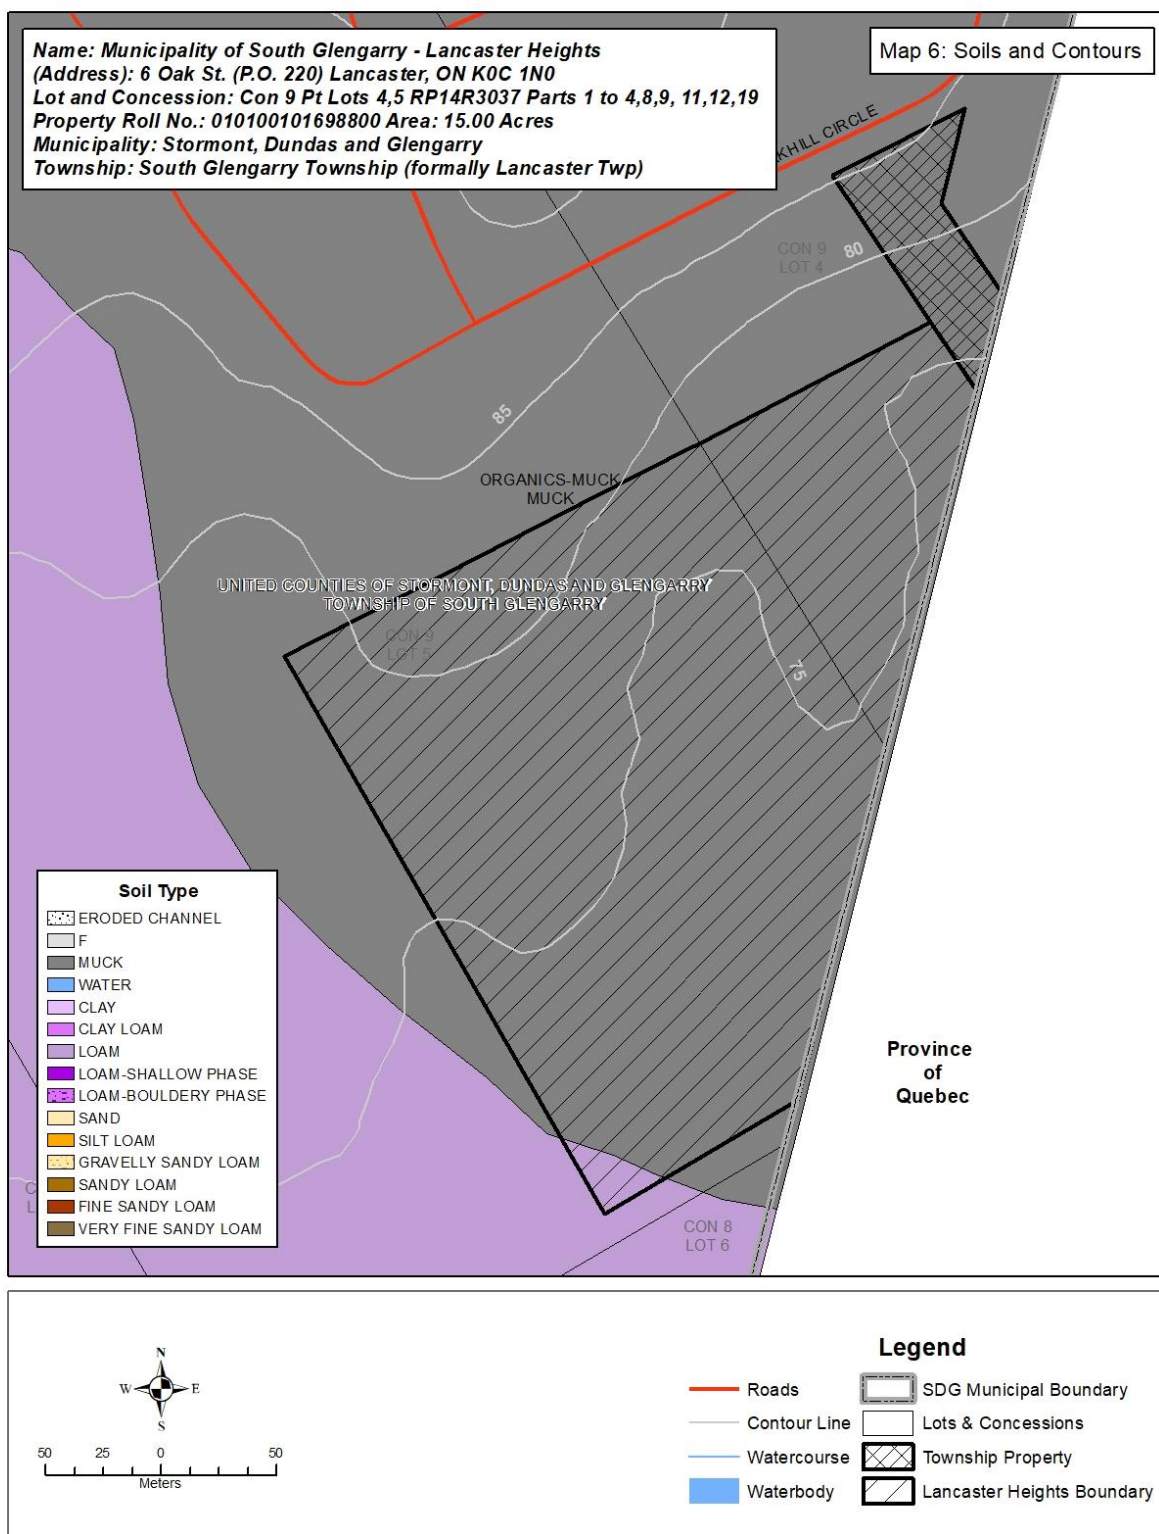 Name: Municipality of South Glengarry - Lancaster Heights
(Address): 6 Oak St. (P.O. 220) Lancaster, ON K0C 1N0
Lot and Concession: Con 9 Pt Lots 4,5 RP14R3037 Parts 1 to 4,8,9, 11,12,19
Property Roll No.: 010100101698800 Area: 15.00 Acres
Municipality: Stormont, Dundas and Glengarry
Township: South Glengarry Township (formally Lancaster Twp)
Map 6: Soils and Contours
CIRCLE
CON 9
LOT 4
80
85
ORGANICS-MUCK
MUCK
UNITED COUNTIES OF STORMONT, DUNDAS AND GLENGARRY
TOWNSHIP OF SOUTH GLENGARRY
CON 9
LOT 5
75
Soil Type
ERODED CHANNEL
F
MUCK
WATER
CLAY
CLAY LOAM
LOAM
LOAM-SHALLOW PHASE
LOAM-BOULDERY PHASE
SAND
SILT LOAM
GRAVELLY SANDY LOAM
SANDY LOAM
FINE SANDY LOAM
VERY FINE SANDY LOAM
Province
of
Quebec
CON 8
LOT 6
N
W E
S
50 25 0 50
Meters
Legend
Roads
Contour Line
Watercourse
Waterbody
SDG Municipal Boundary
Lots & Concessions
Township Property
Lancaster Heights Boundary